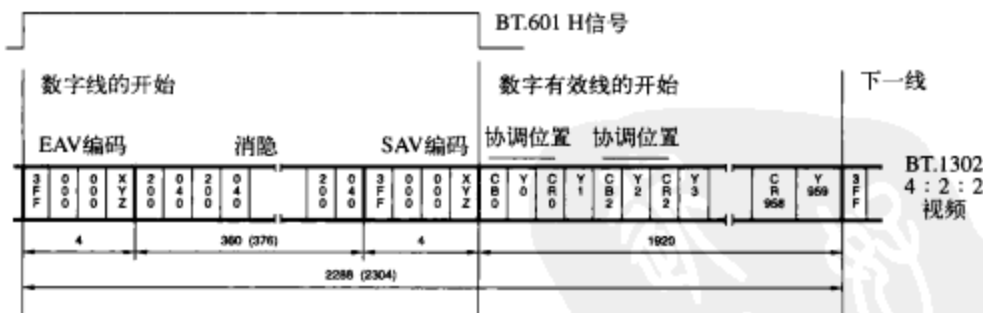 BT.601 H信号
数字线的开始
数字有效线的开始
下一线
EAV编码
消隐
SAV编码
协调位置
协调位置
3FF 000 000 XYZ 200 040 200 040 200 040 3FF 000 000 XYZ CB0 Y0 CR0 Y1 CB2 Y2 CR2 Y3 CR958 Y959 3FF
BT.1302
4：2：2
视频
4
360 (376)
4
1920
2288 (2304)